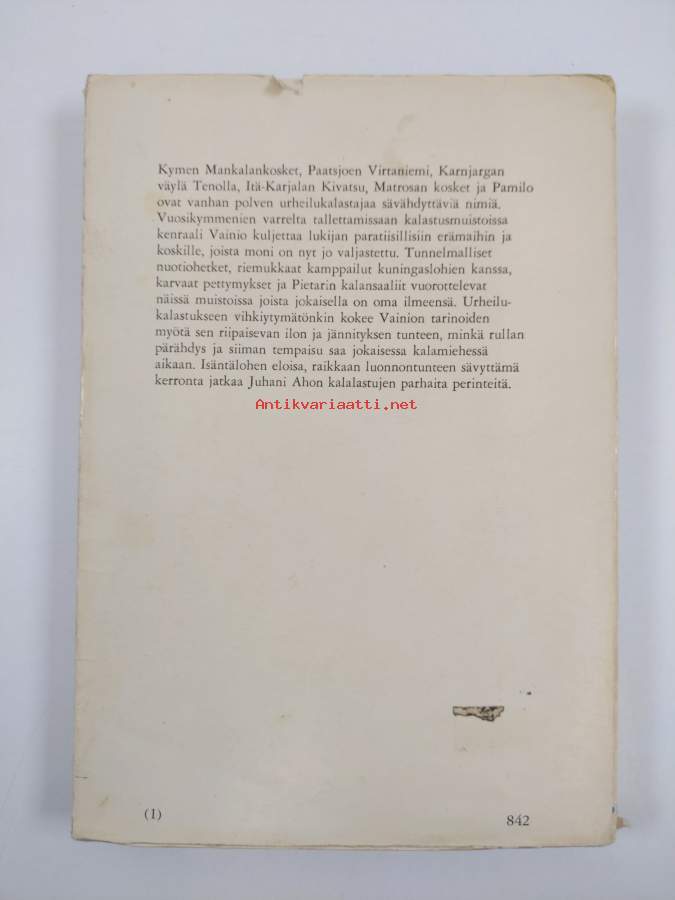 Kymen Mankalankosket, Paatsjoen Virtaniemi, Karnjargan
väylä Tenolla, Itä-Karjalan Kivatsu, Matrosan kosket ja Pamilo
ovat vanhan polven urheilukalastajaa sävähdyttäviä nimiä.
Vuosikymmenien varrelta tallettamissaan kalastusmuistoissa
kenraali Vainio kuljettaa lukijan paratiisillisiin erämaihin ja
koskille, joista moni on nyt jo valjastettu. Tunnelmalliset
nuotiohetket, riemukkaat kamppailut kuningaslohien kanssa,
karvaat pettymykset ja Pietarin kalansaaliit vuorottelevat
näissä muistoissa joista jokaisella on oma ilmeensä. Urheilu-
kalastukseen vihkiytymätönkin kokee Vainion tarinoiden
myötä sen riipaisevan ilon ja jännityksen tunteen, minkä rullan
pärähdys ja siiman tempaisu saa jokaisessa kalamiehessä
aikaan. Isäntälohen eloisa, raikkaan luonnontunteen sävyttämä
kerronta jatkaa Juhani Ahon kalalastujen parhaita perinteitä.
Antikvariaatti.net
(1)
842